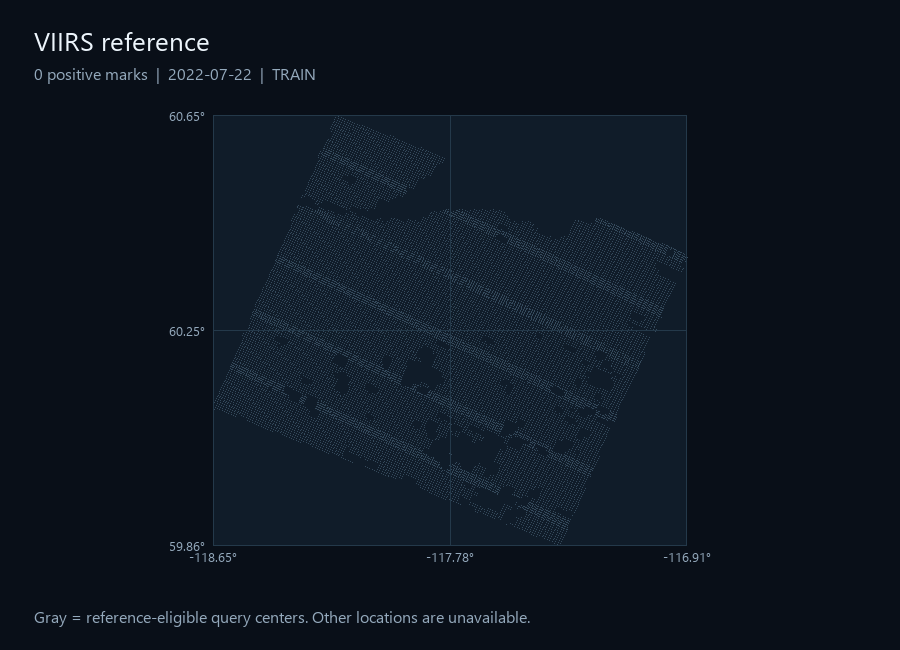 VIIRS reference
0 positive marks | 2022-07-22 | TRAIN
60.65°
60.25°
59.86°
-118.65°
-117.78°
-116.91°
Gray = reference-eligible query centers. Other locations are unavailable.